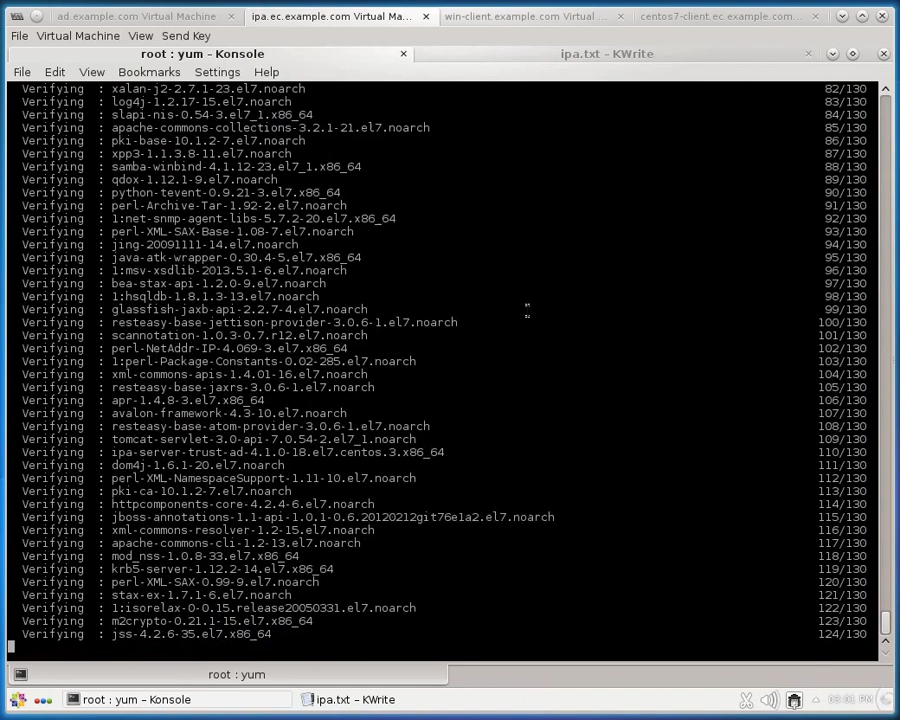 ad.example.com Virtual Machine
ipa.ec.example.com Virtual Ma...
win-client.example.com Virtual ...
centos7-client.ec.example.com...
File Virtual Machine View Send Key
root : yum – Konsole
ipa.txt – KWrite
File Edit View Bookmarks Settings Help
Verifying : xalan-j2-2.7.1-23.el7.noarch 82/130
Verifying : log4j-1.2.17-15.el7.noarch 83/130
Verifying : slapi-nis-0.54-3.el7_1.x86_64 84/130
Verifying : apache-commons-collections-3.2.1-21.el7.noarch 85/130
Verifying : pki-base-10.1.2-7.el7.noarch 86/130
Verifying : xpp3-1.1.3.8-11.el7.noarch 87/130
Verifying : samba-winbind-4.1.12-23.el7_1.x86_64 88/130
Verifying : qdox-1.12.1-9.el7.noarch 89/130
Verifying : python-tevent-0.9.21-3.el7.x86_64 90/130
Verifying : perl-Archive-Tar-1.92-2.el7.noarch 91/130
Verifying : 1:net-snmp-agent-libs-5.7.2-20.el7.x86_64 92/130
Verifying : perl-XML-SAX-Base-1.08-7.el7.noarch 93/130
Verifying : jing-20091111-14.el7.noarch 94/130
Verifying : java-atk-wrapper-0.30.4-5.el7.x86_64 95/130
Verifying : 1:msv-xsdlib-2013.5.1-6.el7.noarch 96/130
Verifying : bea-stax-api-1.2.0-9.el7.noarch 97/130
Verifying : 1:hsqldb-1.8.1.3-13.el7.noarch 98/130
Verifying : glassfish-jaxb-api-2.2.7-4.el7.noarch 99/130
Verifying : resteasy-base-jettison-provider-3.0.6-1.el7.noarch 100/130
Verifying : scannotation-1.0.3-0.7.r12.el7.noarch 101/130
Verifying : perl-NetAddr-IP-4.069-3.el7.x86_64 102/130
Verifying : 1:perl-Package-Constants-0.02-285.el7.noarch 103/130
Verifying : xml-commons-apis-1.4.01-16.el7.noarch 104/130
Verifying : resteasy-base-jaxrs-3.0.6-1.el7.noarch 105/130
Verifying : apr-1.4.8-3.el7.x86_64 106/130
Verifying : avalon-framework-4.3-10.el7.noarch 107/130
Verifying : resteasy-base-atom-provider-3.0.6-1.el7.noarch 108/130
Verifying : tomcat-servlet-3.0-api-7.0.54-2.el7_1.noarch 109/130
Verifying : ipa-server-trust-ad-4.1.0-18.el7.centos.3.x86_64 110/130
Verifying : dom4j-1.6.1-20.el7.noarch 111/130
Verifying : perl-XML-NamespaceSupport-1.11-10.el7.noarch 112/130
Verifying : pki-ca-10.1.2-7.el7.noarch 113/130
Verifying : httpcomponents-core-4.2.4-6.el7.noarch 114/130
Verifying : jboss-annotations-1.1-api-1.0.1-0.6.20120212git76e1a2.el7.noarch 115/130
Verifying : xml-commons-resolver-1.2-15.el7.noarch 116/130
Verifying : apache-commons-cli-1.2-13.el7.noarch 117/130
Verifying : mod_nss-1.0.8-33.el7.x86_64 118/130
Verifying : krb5-server-1.12.2-14.el7.x86_64 119/130
Verifying : perl-XML-SAX-0.99-9.el7.noarch 120/130
Verifying : stax-ex-1.7.1-6.el7.noarch 121/130
Verifying : 1:isorelax-0-0.15.release20050331.el7.noarch 122/130
Verifying : m2crypto-0.21.1-15.el7.x86_64 123/130
Verifying : jss-4.2.6-35.el7.x86_64 124/130
root : yum
root : yum – Konsole
ipa.txt – KWrite
03:01 PM